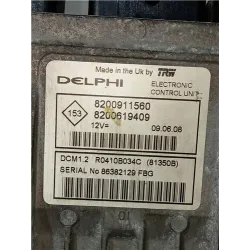 Made in the Uk by TRW
DELPHI
ELECTRONIC
CONTROL UNIT
153
8200911560
8200619409
12V= 09.06.08
DCM1.2 R0410B034C (81350B)
SERIAL No 86382129 FBG